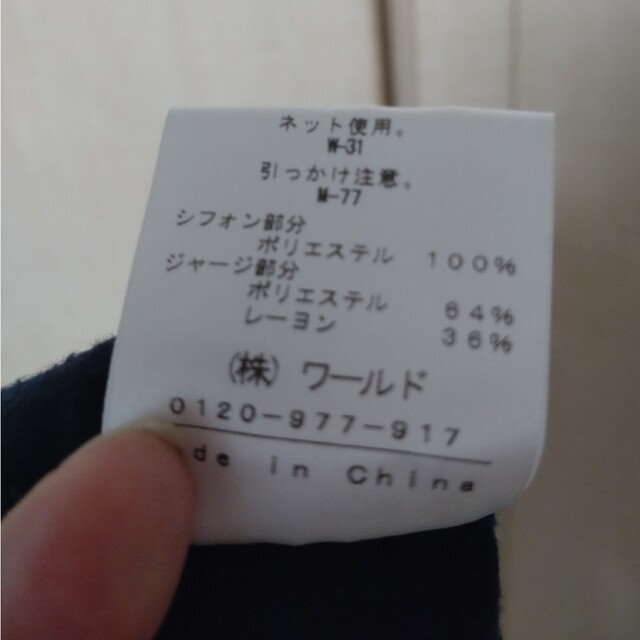 ネット使用。
W-31
引っかけ注意。
M-77
シフォン部分
ポリエステル 100%
ジャージ部分
ポリエステル 64%
レーヨン 36%
(株)ワールド
0120-977-917
de in China